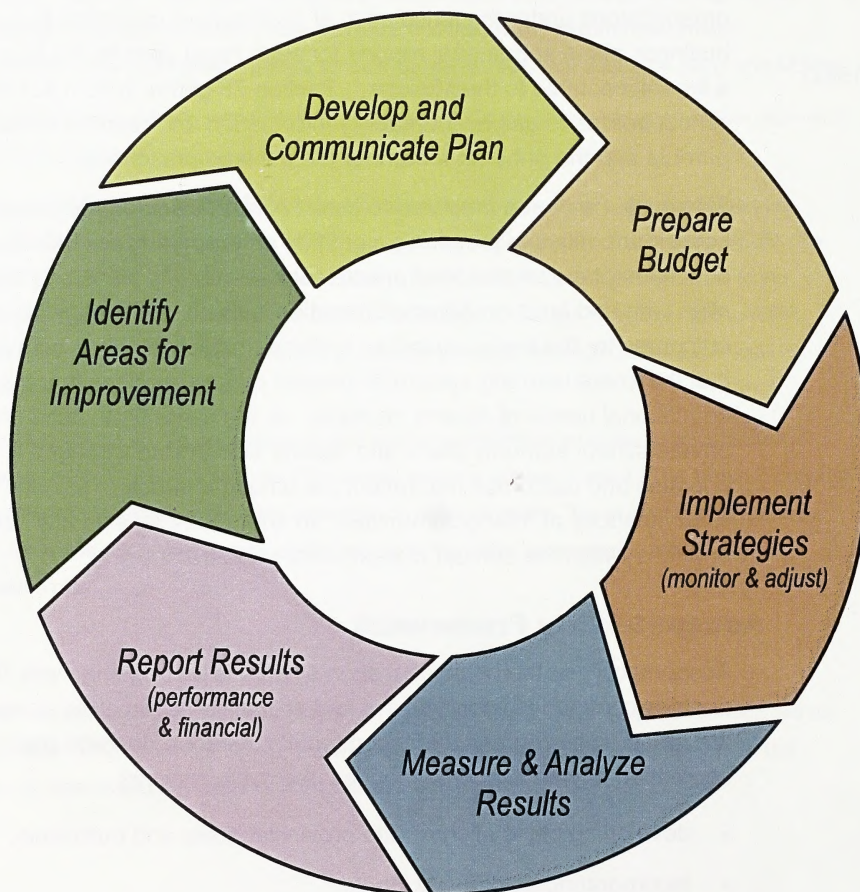 Develop and
Communicate Plan
Prepare
Budget
Implement
Strategies
(monitor & adjust)
Measure & Analyze
Results
Report Results
(performance
& financial)
Identify
Areas for
Improvement